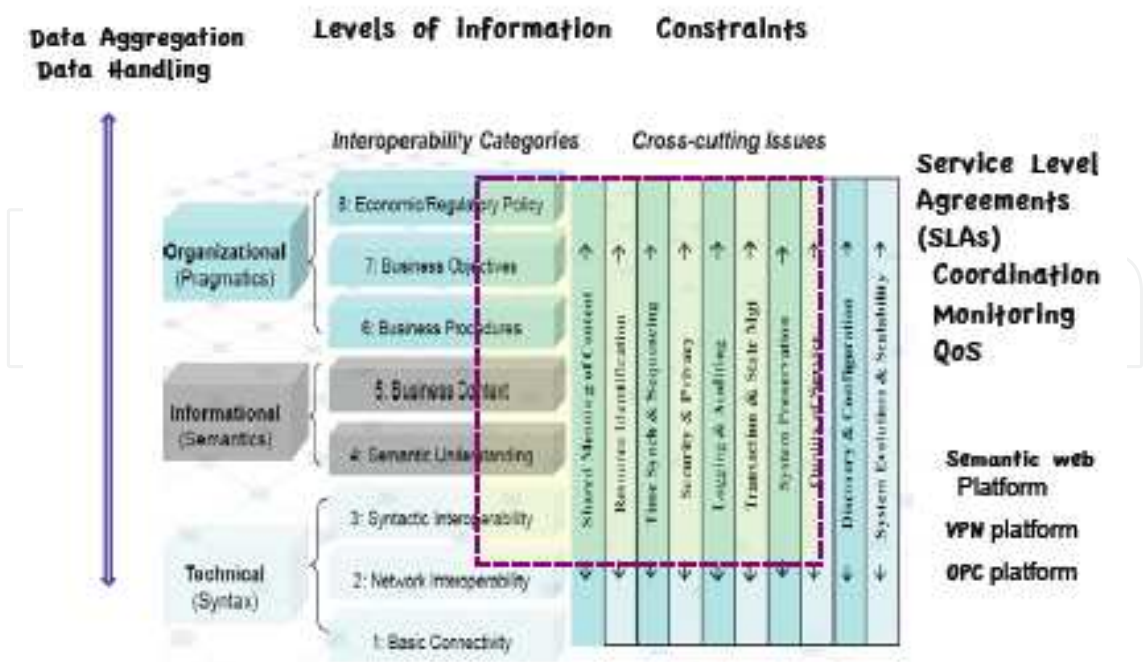 Data Aggregation
Data Handling
Levels of Information Constraints
Interoperability Categories
Cross-cutting Issues
Organizational
(Pragmatics)
8: Economic/Regulatory Policy
7: Business Objectives
6: Business Procedures
Informational
(Semantics)
5: Business Context
4: Semantic Understanding
Technical
(Syntax)
3: Syntactic Interoperability
2: Network Interoperability
1: Basic Connectivity
Shared Meaning of Content
Resource Identification
Time Synch & Sequencing
Security & Privacy
Logging & Auditing
Transaction & State Mgt
System Preservation
Quality of Service
Discovery & Configuration
System Evolution & Scalability
Service Level
Agreements
(SLAs)
Coordination
Monitoring
QoS
Semantic web
Platform
VPN platform
OPC platform